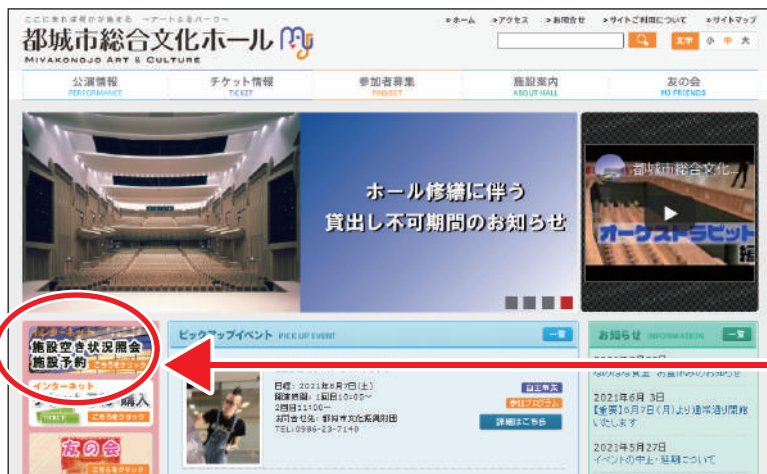 ここに来れば何かが始まる ～アートふるパーク～
都城市総合文化ホール
MIYAKONOJO ART & CULTURE
ホーム アクセス お問合せ サイトご利用について サイトマップ
文字 小 中 大
公演情報 チケット情報 参加者募集 施設案内 友の会
PERFORMANCE TICKET PROJECT ABOUT HALL MJ FRIENDS
ホール修繕に伴う
貸出し不可期間のお知らせ
都城市総合文化...
オーケストラピット
インターネット
施設空き状況照会
施設予約 こちらをクリック
インターネット
購入
TICKET こちらをクリック
友の会
こちらをクリック
ピックアップイベント PICK UP EVENT 一覧
日程：2021年8月7日(土)
開演時間：1回目10:00～
2回目11:00～
お問合せ先：都城市文化振興財団
TEL:0986-23-7140
自主事業
参加プログラム
詳細はこちら
お知らせ INFORMATION 一覧
2021年6月 3日
【重要】6月7日(月)より通常通り開館
いたします
2021年5月27日
イベントの中止・延期について